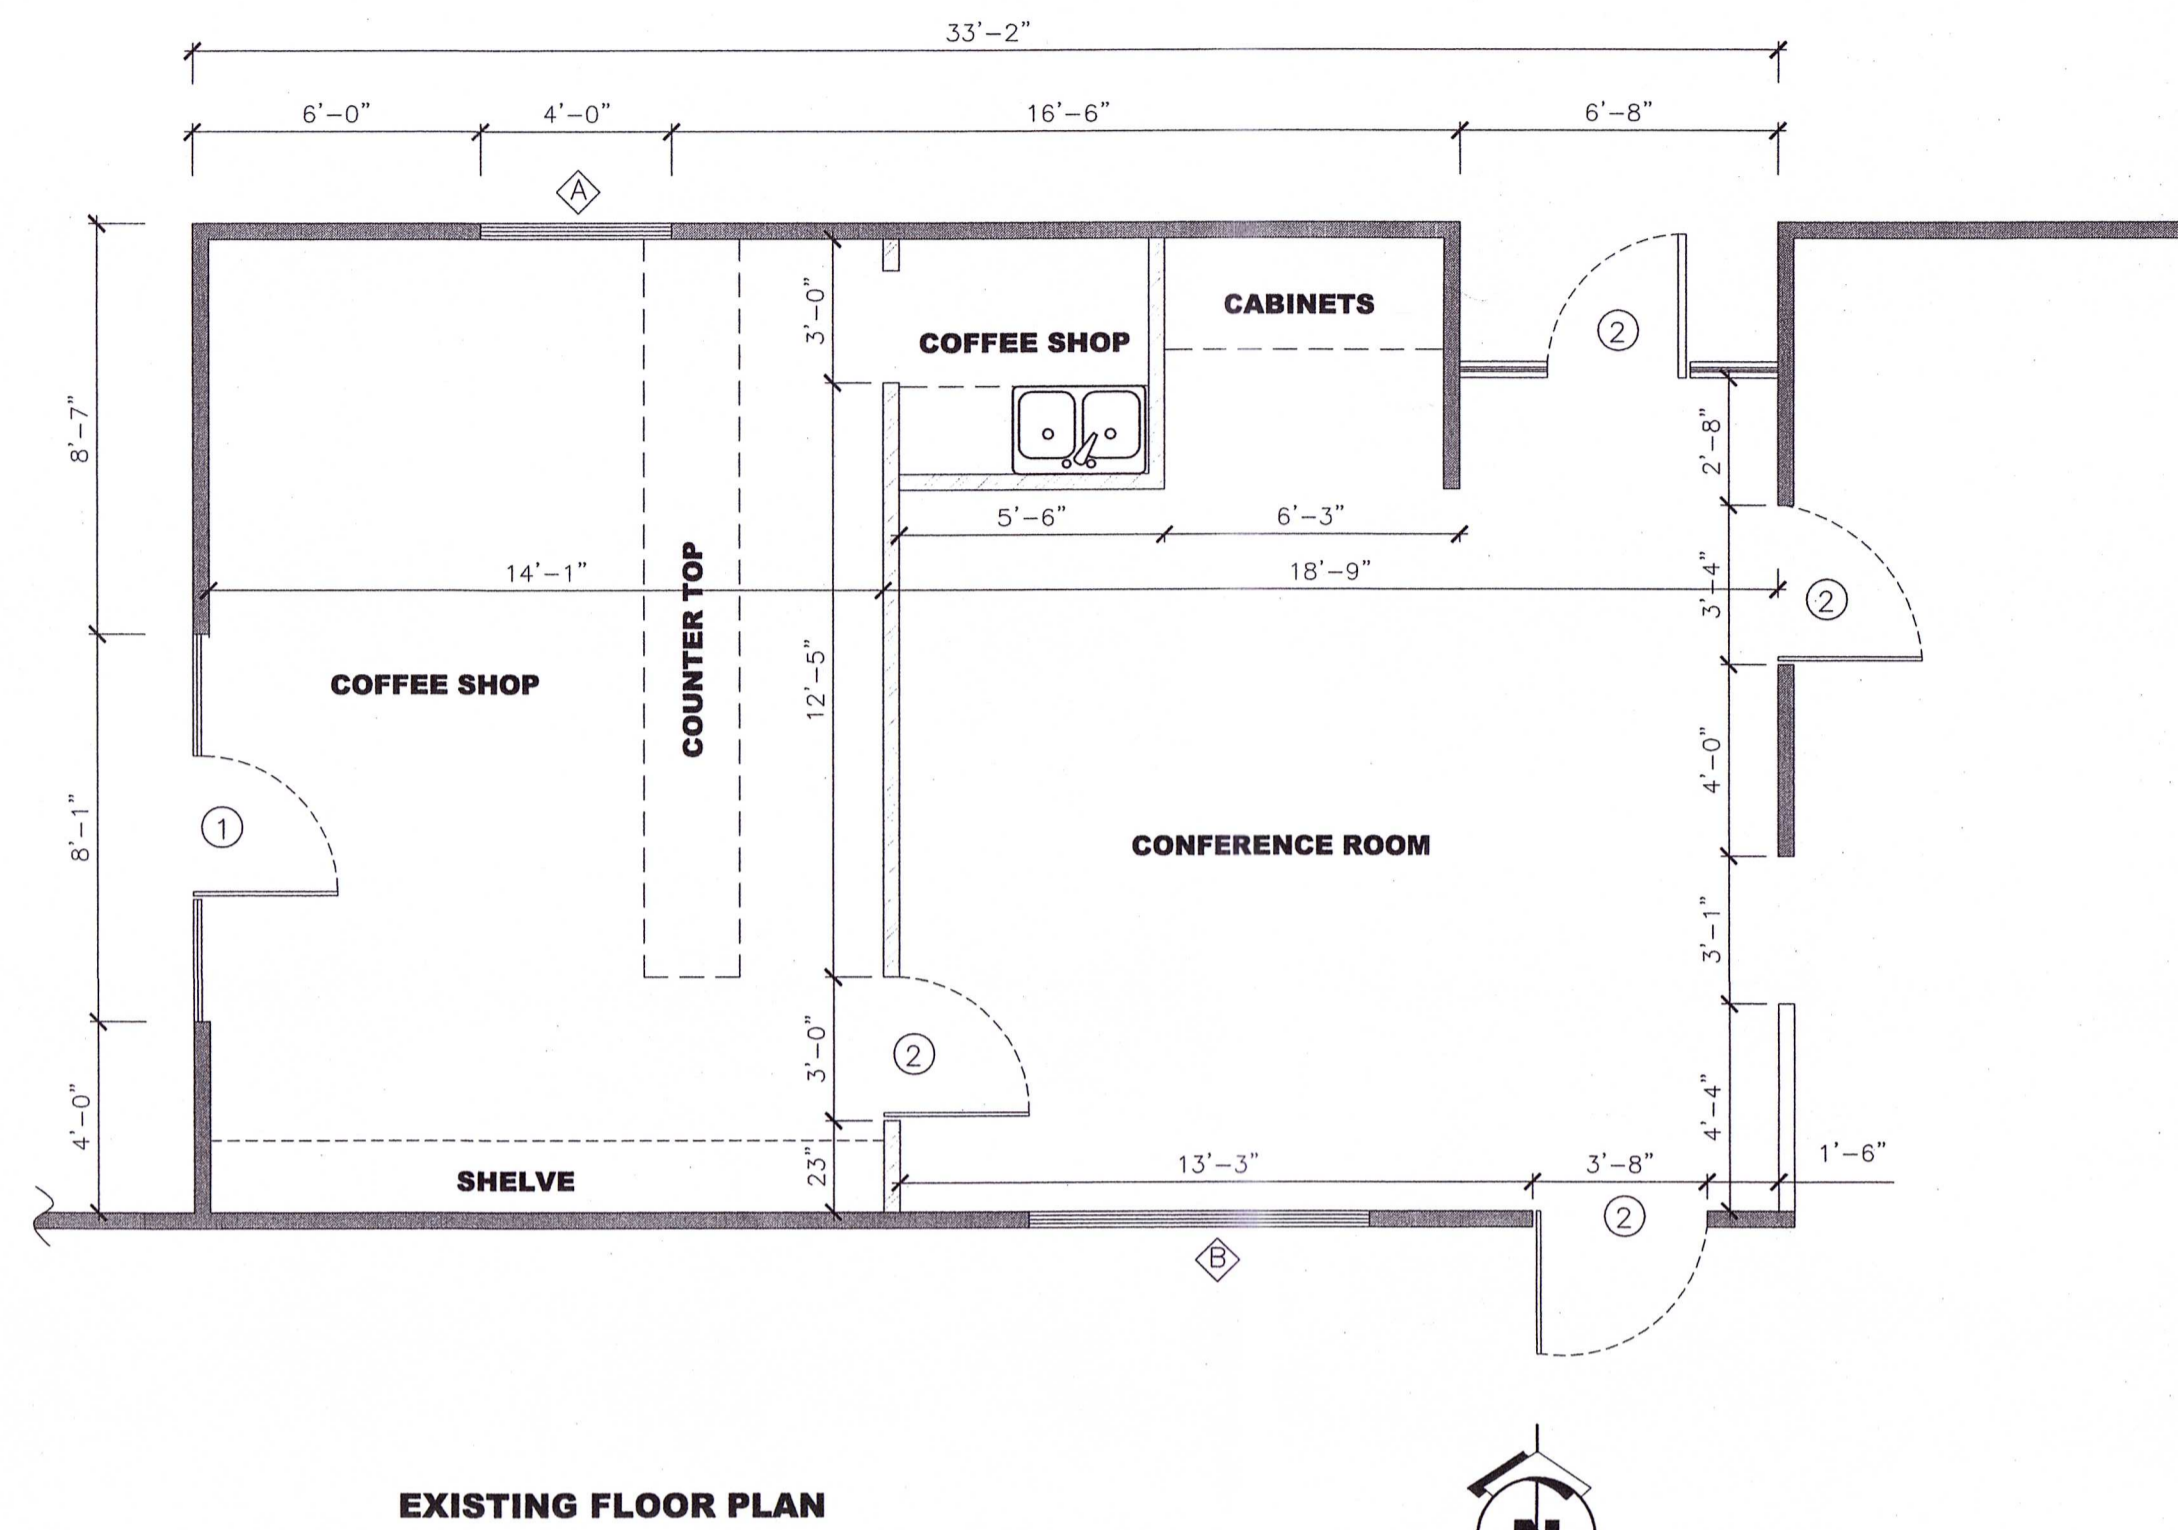 33'-2"
6'-0"
4'-0"
16'-6"
6'-8"
A
8'-7"
3'-0"
COFFEE SHOP
CABINETS
2
2'-8"
5'-6"
6'-3"
14'-1"
18'-9"
3'-4"
2
COUNTER TOP
12'-5"
COFFEE SHOP
4'-0"
8'-1"
1
CONFERENCE ROOM
3'-1"
3'-0"
2
4'-0"
4'-4"
23"
13'-3"
3'-8"
1'-6"
SHELVE
2
B
EXISTING FLOOR PLAN
N